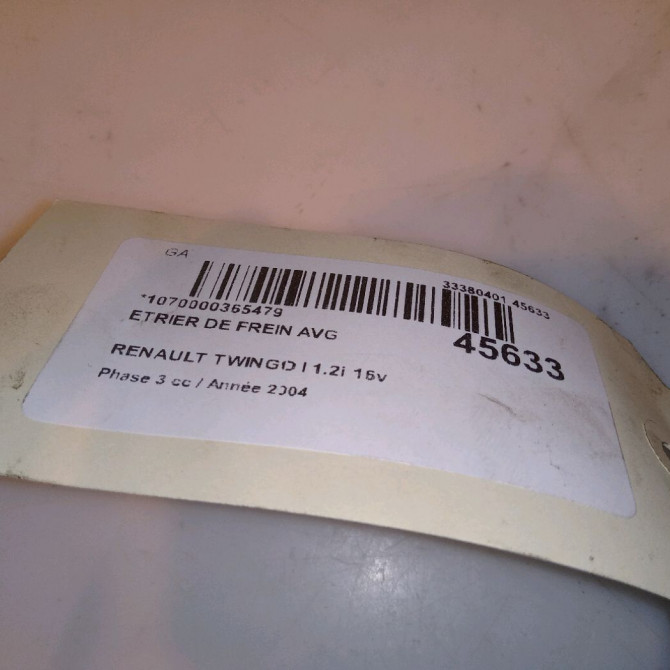 GA
33380401 45633
*1070000365479
45633
ETRIER DE FREIN AVG
RENAULT TWINGO I 1.2i 16v
Phase 3 cc / Année 2004